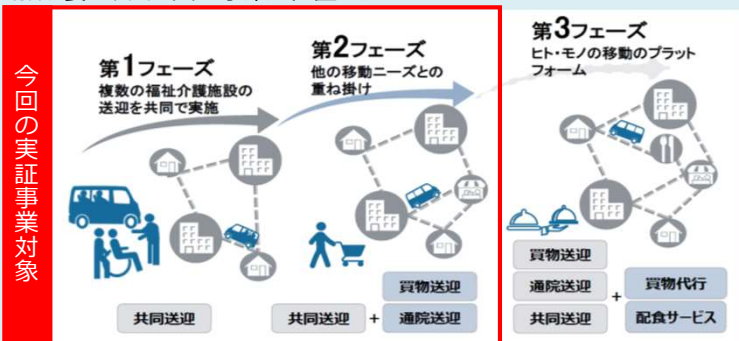 今回の実証事業対象
第1フェーズ
複数の福祉介護施設の
送迎を共同で実施
共同送迎
第2フェーズ
他の移動ニーズとの
重ね掛け
買物送迎
共同送迎 + 通院送迎
第3フェーズ
ヒト・モノの移動のプラット
フォーム
買物送迎
通院送迎
共同送迎
+
買物代行
配食サービス